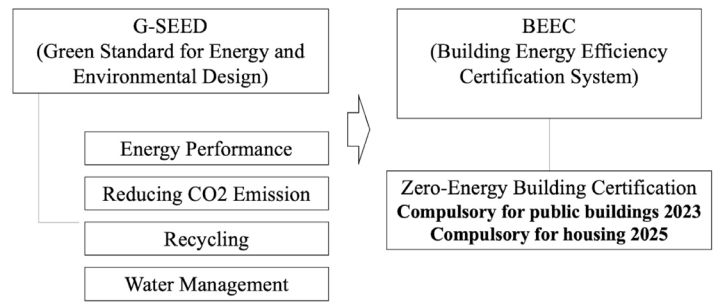 G-SEED
(Green Standard for Energy and
Environmental Design)
Energy Performance
Reducing CO2 Emission
Recycling
Water Management
BEEC
(Building Energy Efficiency
Certification System)
Zero-Energy Building Certification
Compulsory for public buildings 2023
Compulsory for housing 2025